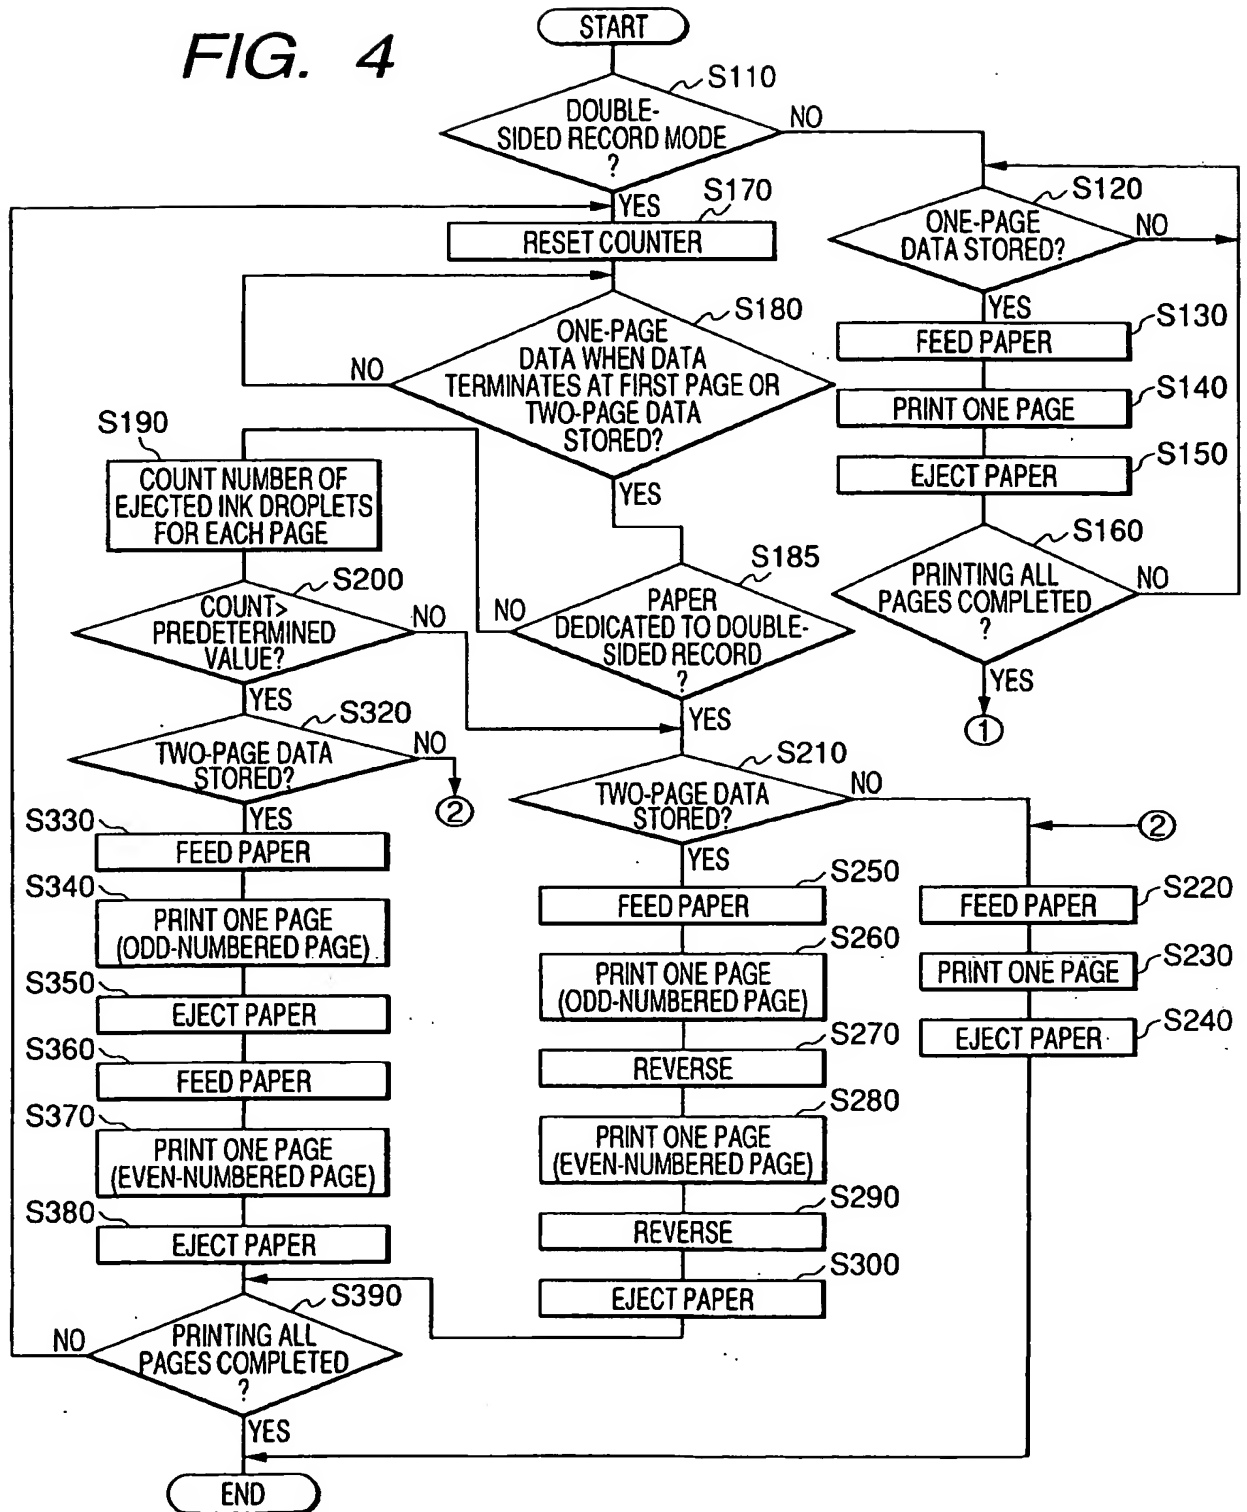 FIG. 4
START
S110
DOUBLE-
SIDED RECORD MODE
?
NO
YES
S170
RESET COUNTER
S120
ONE-PAGE
DATA STORED?
NO
YES
S130
FEED PAPER
S140
PRINT ONE PAGE
S150
EJECT PAPER
S160
PRINTING ALL
PAGES COMPLETED
?
NO
YES
①
S180
ONE-PAGE
DATA WHEN DATA
TERMINATES AT FIRST PAGE OR
TWO-PAGE DATA
STORED?
NO
YES
S185
PAPER
DEDICATED TO DOUBLE-
SIDED RECORD
?
NO
YES
S190
COUNT NUMBER OF
EJECTED INK DROPLETS
FOR EACH PAGE
S200
COUNT>
PREDETERMINED
VALUE?
NO
YES
S320
TWO-PAGE DATA
STORED?
NO
②
YES
S330
FEED PAPER
S340
PRINT ONE PAGE
(ODD-NUMBERED PAGE)
S350
EJECT PAPER
S360
FEED PAPER
S370
PRINT ONE PAGE
(EVEN-NUMBERED PAGE)
S380
EJECT PAPER
S390
PRINTING ALL
PAGES COMPLETED
?
NO
YES
END
S210
TWO-PAGE DATA
STORED?
NO
YES
②
S250
FEED PAPER
S260
PRINT ONE PAGE
(ODD-NUMBERED PAGE)
S270
REVERSE
S280
PRINT ONE PAGE
(EVEN-NUMBERED PAGE)
S290
REVERSE
S300
EJECT PAPER
S220
FEED PAPER
S230
PRINT ONE PAGE
S240
EJECT PAPER